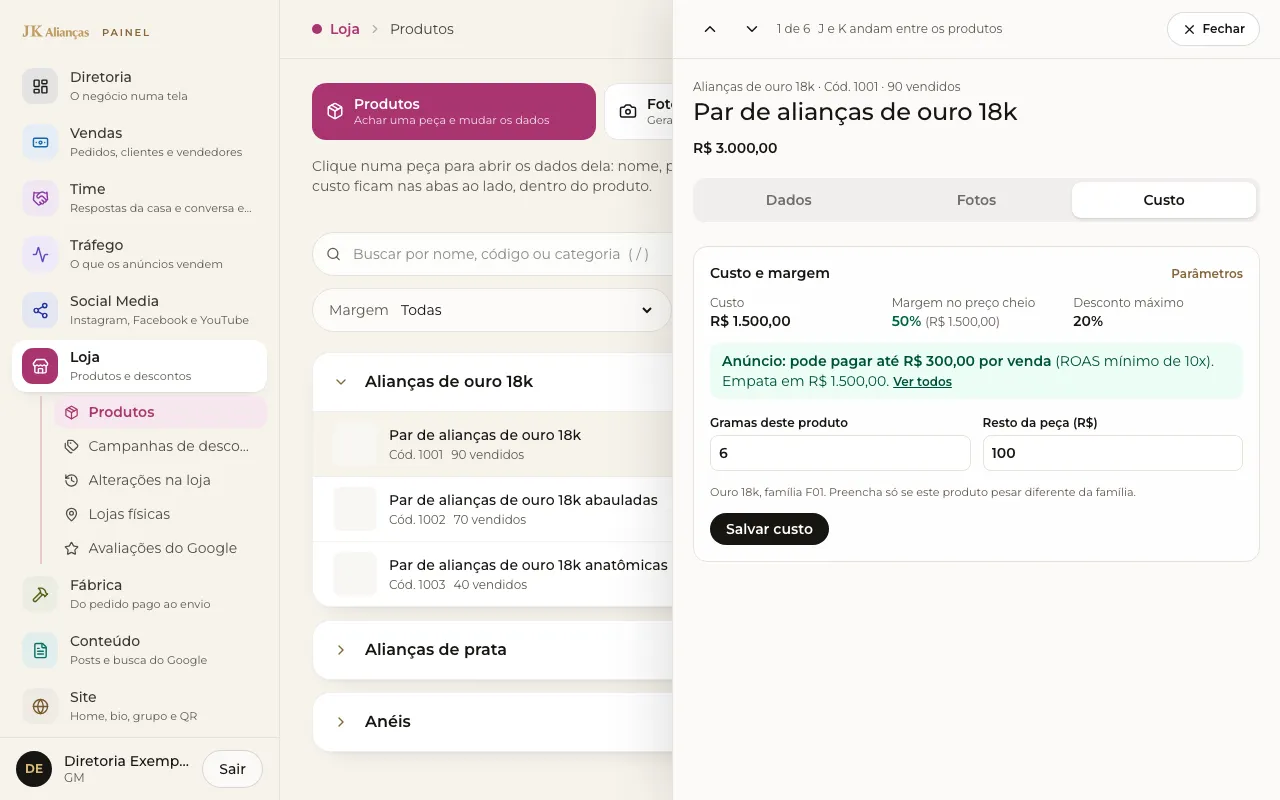 JK Alianças PAINEL
Diretoria
O negócio numa tela
Vendas
Pedidos, clientes e vendedores
Time
Respostas da casa e conversa e...
Tráfego
O que os anúncios vendem
Social Media
Instagram, Facebook e YouTube
Loja
Produtos e descontos
Produtos
Campanhas de desco...
Alterações na loja
Lojas físicas
Avaliações do Google
Fábrica
Do pedido pago ao envio
Conteúdo
Posts e busca do Google
Site
Home, bio, grupo e QR
DE
Diretoria Exemp...
GM
Sair
Loja > Produtos
Produtos
Achar uma peça e mudar os dados
Fot
Gera
Clique numa peça para abrir os dados dela: nome, p
custo ficam nas abas ao lado, dentro do produto.
Buscar por nome, código ou categoria ( / )
Margem Todas
Alianças de ouro 18k
Par de alianças de ouro 18k
Cód. 1001 90 vendidos
Par de alianças de ouro 18k abauladas
Cód. 1002 70 vendidos
Par de alianças de ouro 18k anatômicas
Cód. 1003 40 vendidos
Alianças de prata
Anéis
1 de 6 J e K andam entre os produtos
Fechar
Alianças de ouro 18k · Cód. 1001 · 90 vendidos
Par de alianças de ouro 18k
R$ 3.000,00
Dados Fotos Custo
Custo e margem Parâmetros
Custo Margem no preço cheio Desconto máximo
R$ 1.500,00 50% (R$ 1.500,00) 20%
Anúncio: pode pagar até R$ 300,00 por venda (ROAS mínimo de 10x).
Empata em R$ 1.500,00. Ver todos
Gramas deste produto Resto da peça (R$)
6 100
Ouro 18k, família F01. Preencha só se este produto pesar diferente da família.
Salvar custo